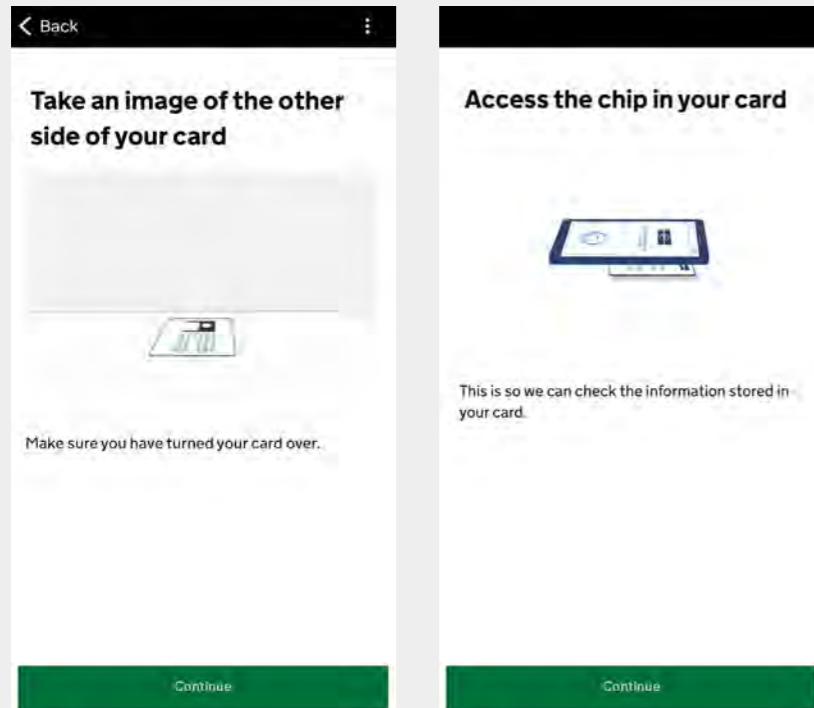 Back
Take an image of the other
side of your card
Make sure you have turned your card over.
Continue
Access the chip in your card
This is so we can check the information stored in
your card.
Continue